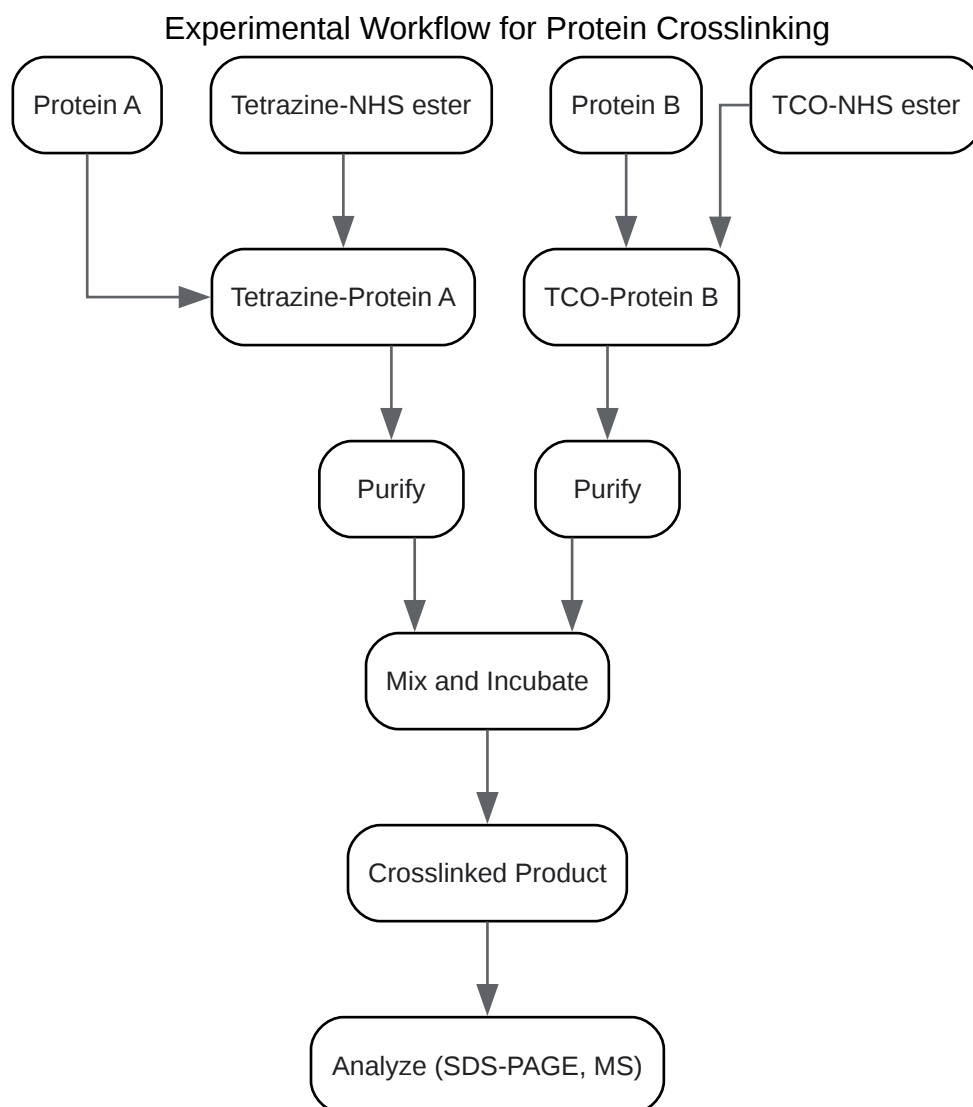 Experimental Workflow for Protein Crosslinking
Protein A
Tetrazine-NHS ester
Protein B
TCO-NHS ester
Tetrazine-Protein A
TCO-Protein B
Purify
Purify
Mix and Incubate
Crosslinked Product
Analyze (SDS-PAGE, MS)